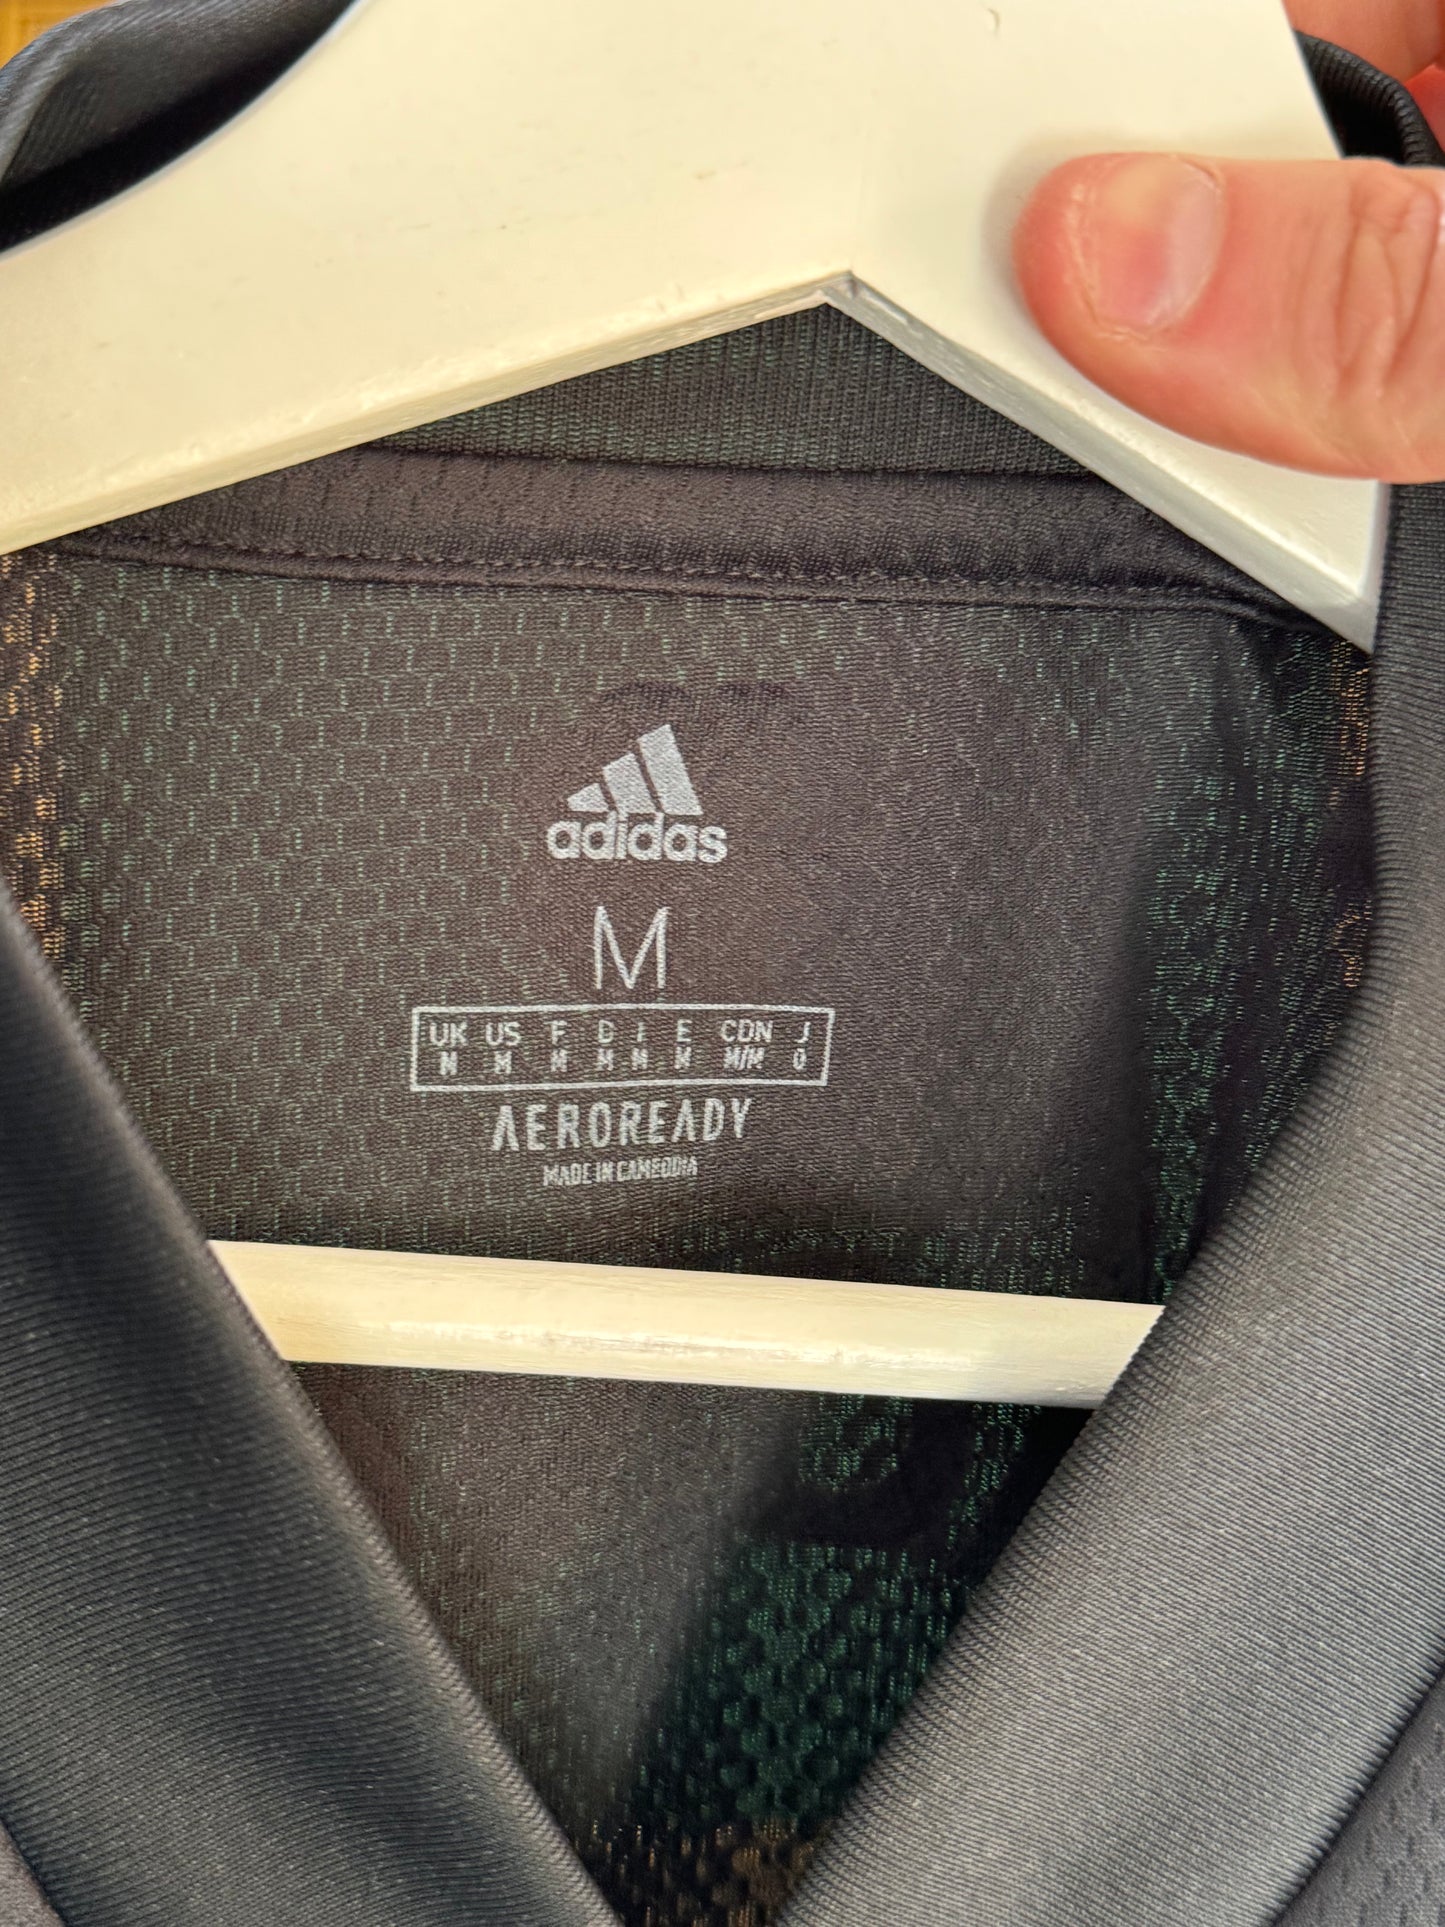 adidas
M
UK US F D I E CDN J
M M M M M M M/M O
AEROREADY
MADE IN CAMBODIA